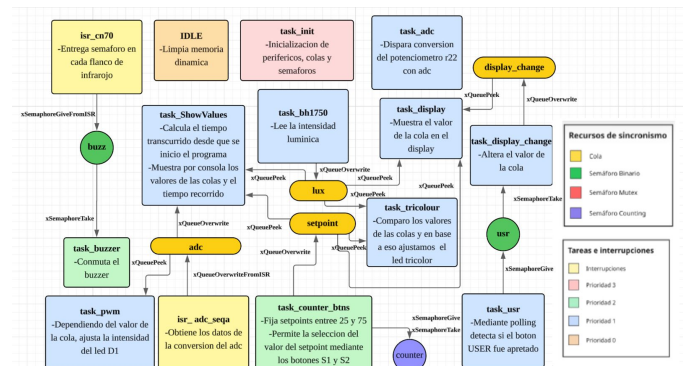 isr_cn70
-Entrega semaforo en
cada flanco de
infrarojo
IDLE
-Limpia memoria
dinamica
task_init
-Inicializacion de
perifericos, colas y
semaforos
task_adc
-Dispara conversion
del potenciometro r22
con adc
display_change
xQueuePeek
xQueueOverwrite
xSemaphoreGiveFromISR
buzz
xSemaphoreTake
task_ShowValues
-Calcula el tiempo
transcurrido desde que se
inicio el programa
-Muestra por consola los
valores de las colas y el
tiempo recorrido
task_bh1750
-Lee la intensidad
luminica
task_display
-Muestra el valor
de la cola en el
display
task_display_change
-Altera el valor de
la cola
Recursos de sincronismo
Cola
Semáforo Binario
Semáforo Mutex
Semáforo Counting
xQueueOverwrite
xQueuePeek
xQueuePeek
lux
xQueuePeek
xQueueOverwrite
xQueuePeek
setpoint
xQueuePeek
xQueuePeek
xQueueOverwrite
task_tricolour
-Comparo los valores
de las colas y en base
a eso ajustamos el
led tricolor
xSemaphoreTake
usr
xSemaphoreGive
task_buzzer
-Conmuta el
buzzer
adc
xQueuePeek
xQueueOverwriteFromISR
Tareas e interrupciones
Interrupciones
Prioridad 3
Prioridad 2
Prioridad 1
Prioridad 0
task_pwm
-Dependiendo del valor de
la cola, ajusta la intensidad
del led D1
isr_ adc_seqa
-Obtiene los datos de
la conversion del adc
task_counter_btns
-Fija setpoints entree 25 y 75
-Permite la seleccion del
valor del setpoint mediante
los botones S1 y S2
xSemaphoreGive
xSemaphoreTake
counter
task_usr
-Mediante polling
detecta si el boton
USER fue apretado